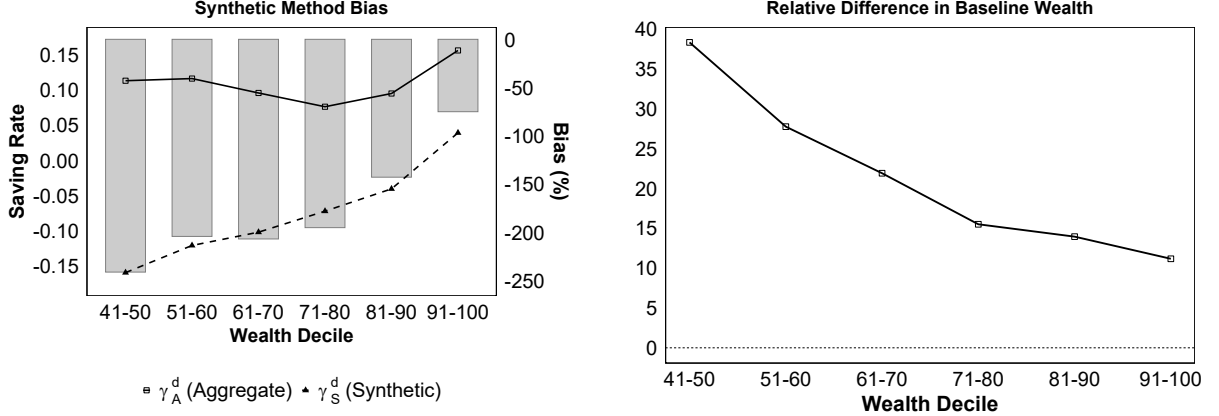 Synthetic Method Bias
Saving Rate
0.15
0.10
0.05
0.00
-0.05
-0.10
-0.15
0
-50
-100
-150
-200
-250
Bias (%)
41-50 51-60 61-70 71-80 81-90 91-100
Wealth Decile
γ_A^d (Aggregate) γ_S^d (Synthetic)
Relative Difference in Baseline Wealth
40
35
30
25
20
15
10
5
0
41-50 51-60 61-70 71-80 81-90 91-100
Wealth Decile